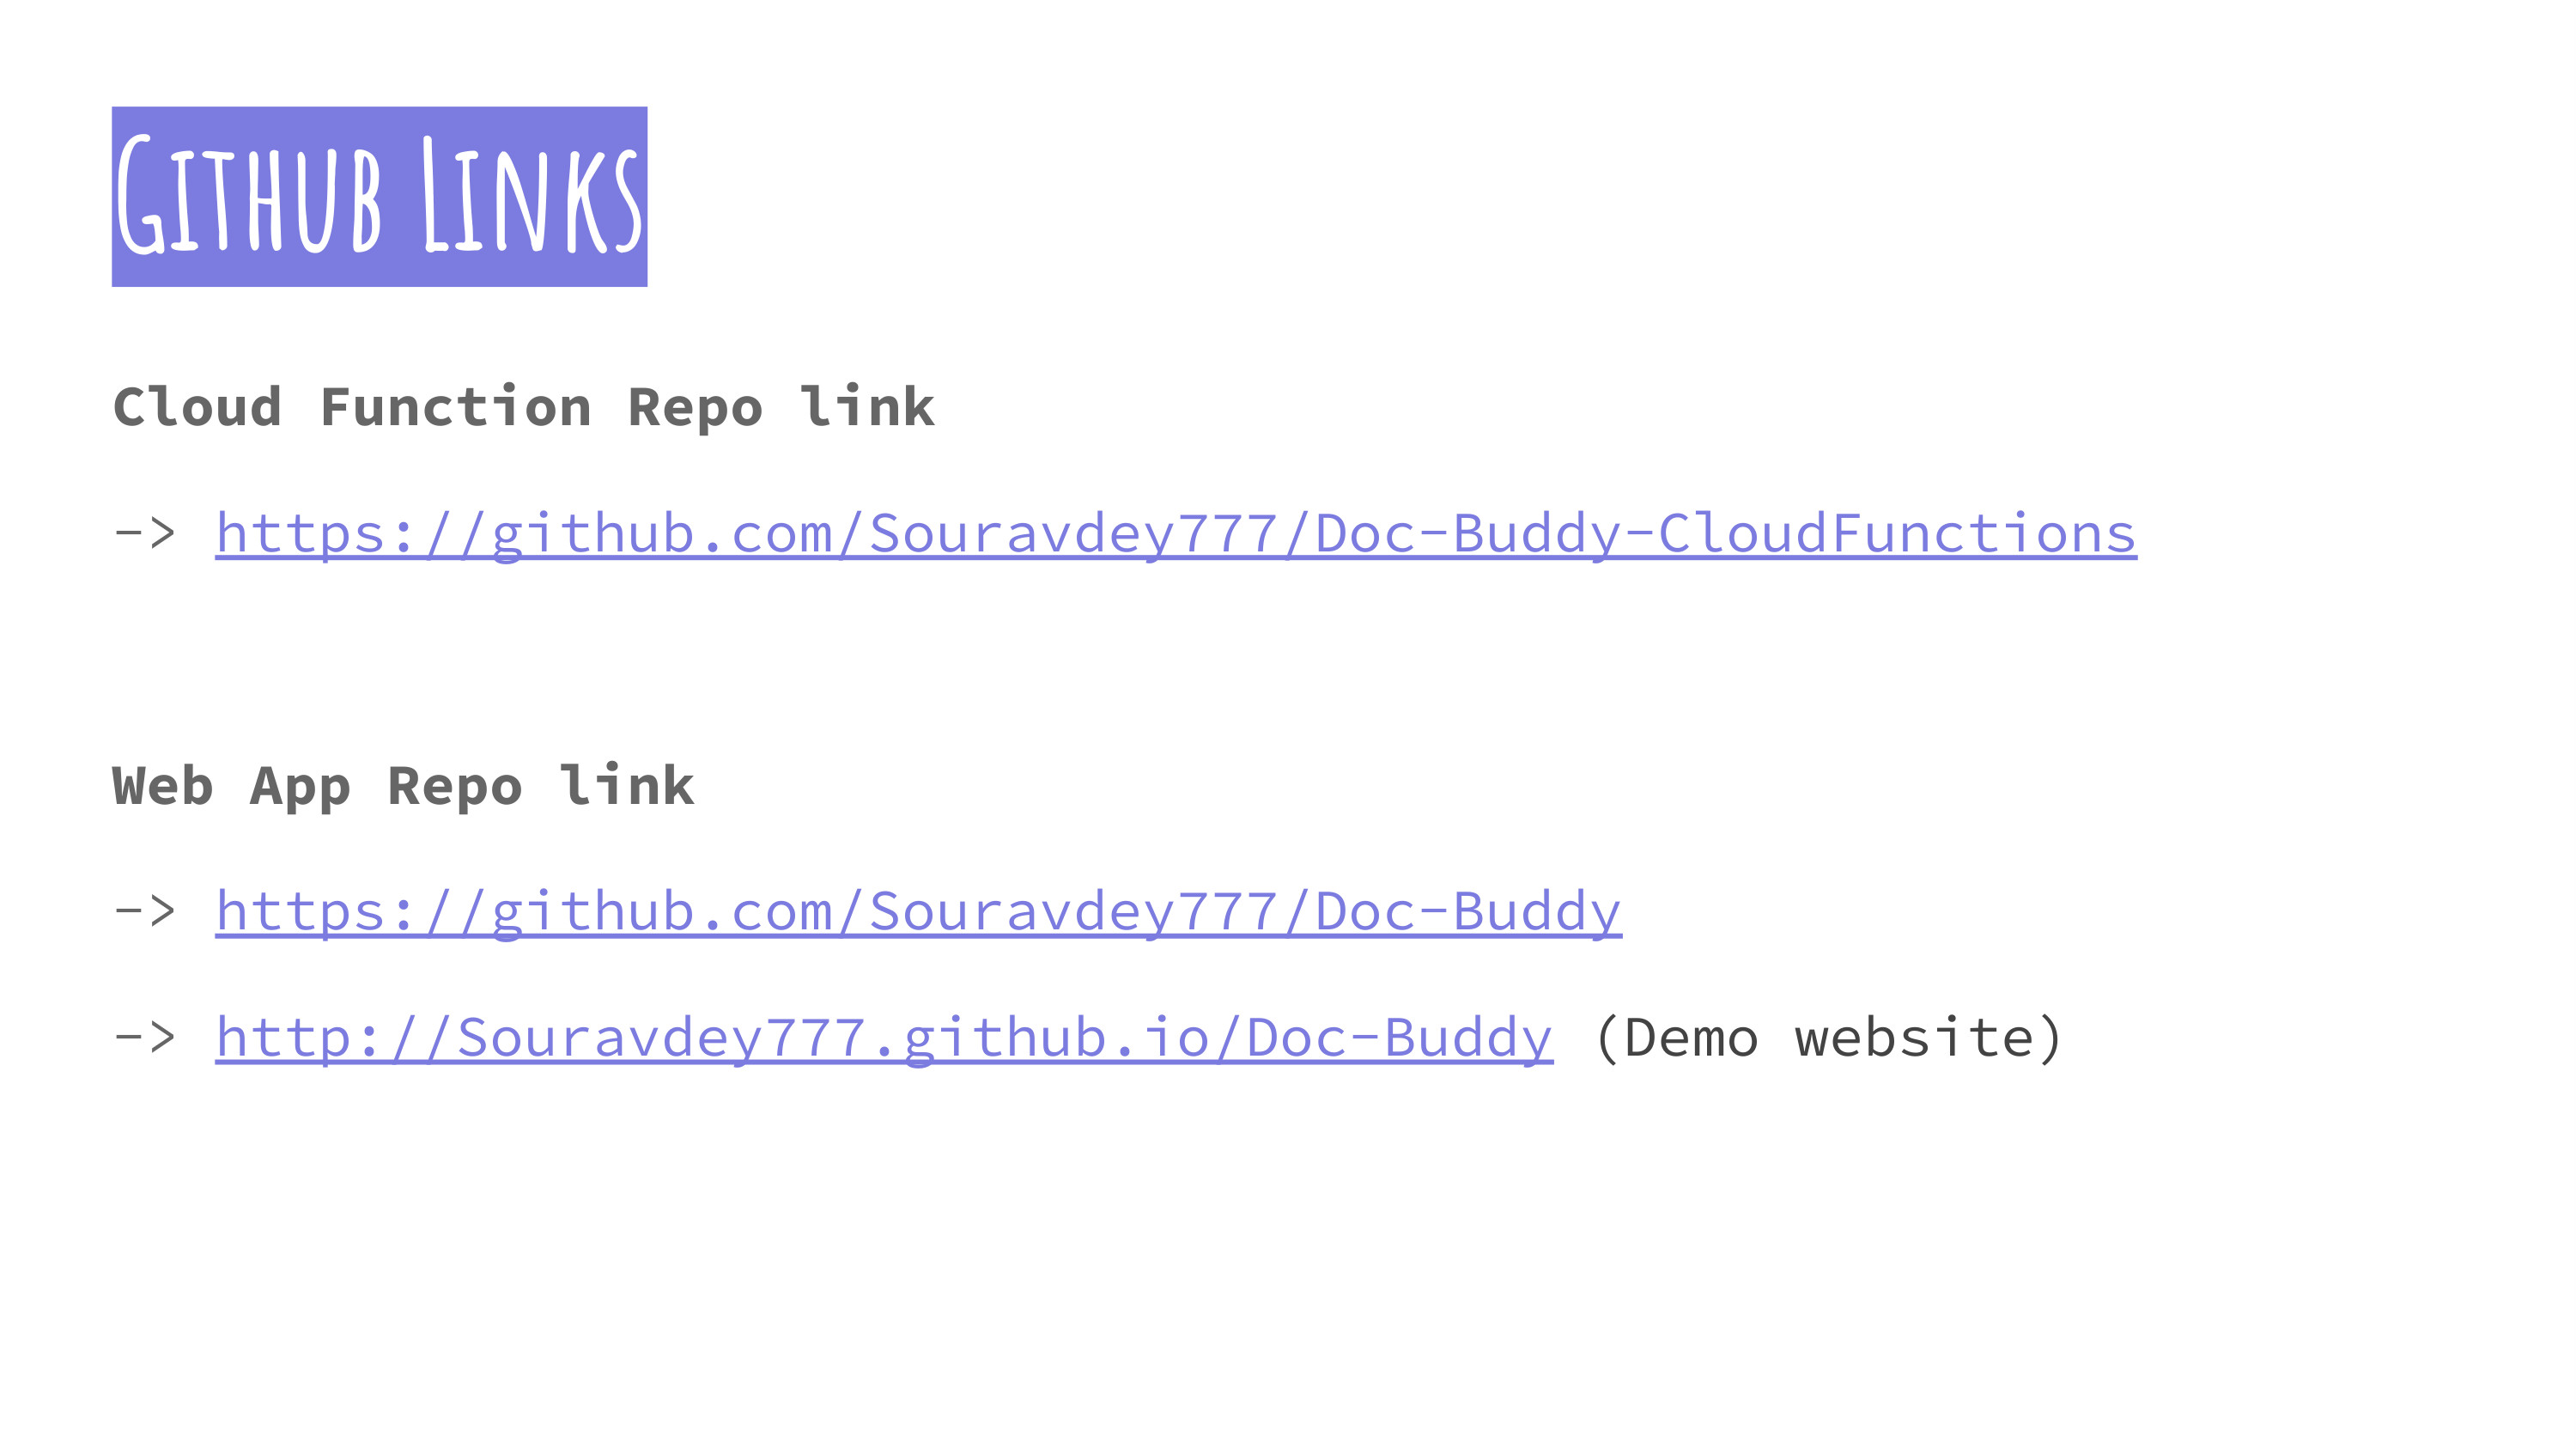 Github Links
Cloud Function Repo link
-> https://github.com/Souravdey777/Doc-Buddy-CloudFunctions
Web App Repo link
-> https://github.com/Souravdey777/Doc-Buddy
-> http://Souravdey777.github.io/Doc-Buddy (Demo website)